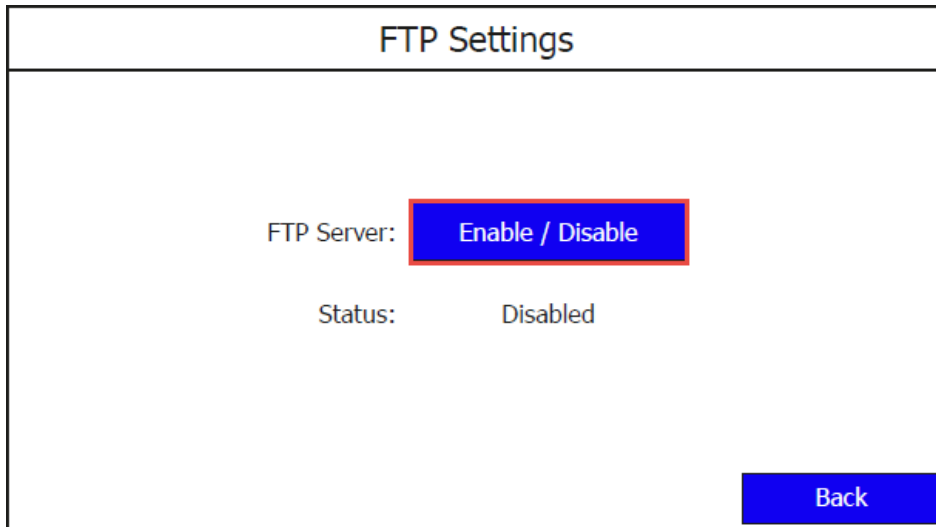 FTP Settings
FTP Server: Enable / Disable
Status: Disabled
Back